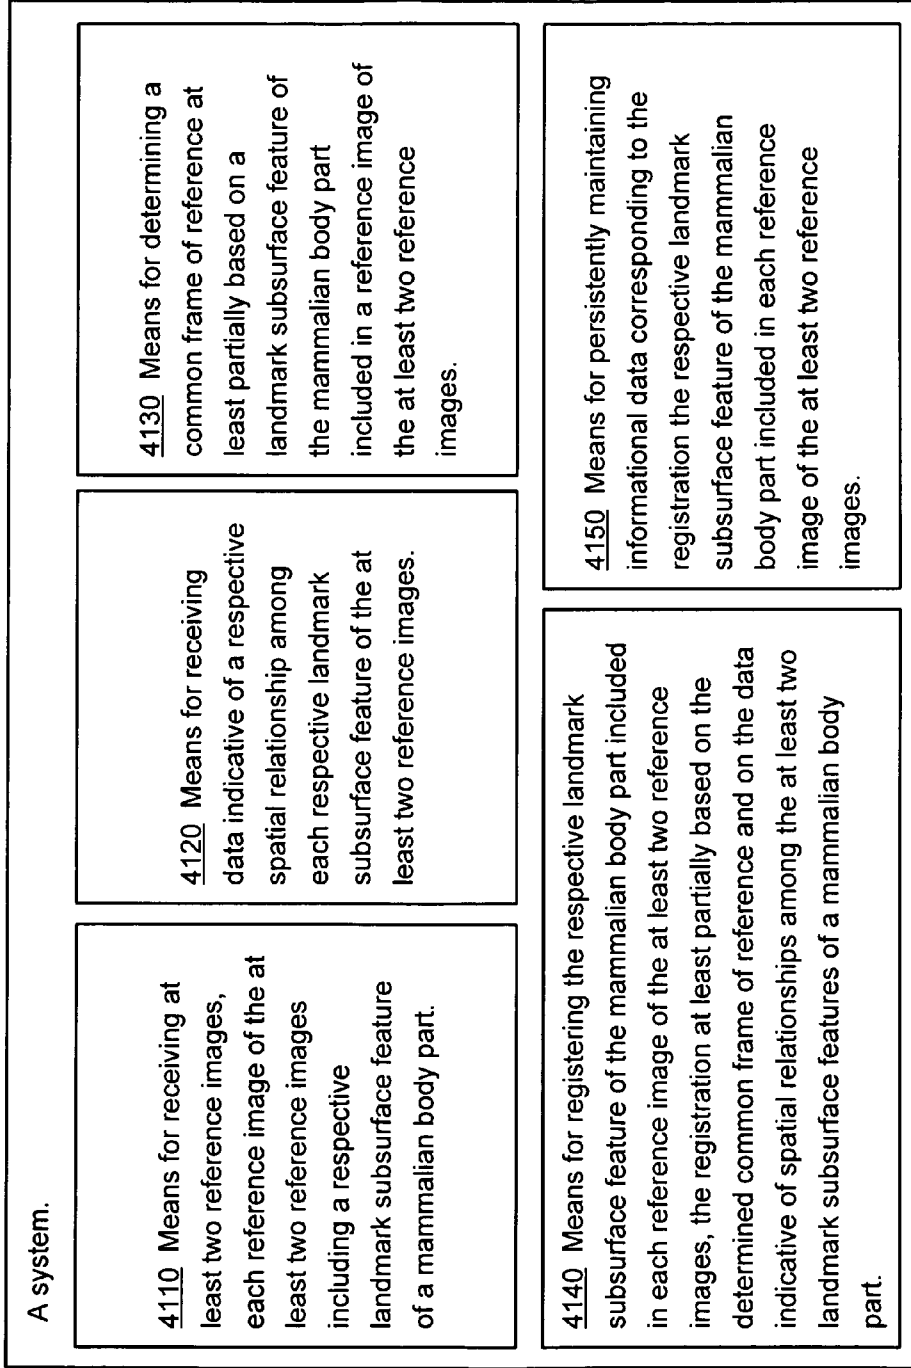 A system.
4110 Means for receiving at
least two reference images,
each reference image of the at
least two reference images
including a respective
landmark subsurface feature
of a mammalian body part.
4120 Means for receiving
data indicative of a respective
spatial relationship among
each respective landmark
subsurface feature of the at
least two reference images.
4130 Means for determining a
common frame of reference at
least partially based on a
landmark subsurface feature of
the mammalian body part
included in a reference image of
the at least two reference
images.
4140 Means for registering the respective landmark
subsurface feature of the mammalian body part included
in each reference image of the at least two reference
images, the registration at least partially based on the
determined common frame of reference and on the data
indicative of spatial relationships among the at least two
landmark subsurface features of a mammalian body
part.
4150 Means for persistently maintaining
informational data corresponding to the
registration the respective landmark
subsurface feature of the mammalian
body part included in each reference
image of the at least two reference
images.